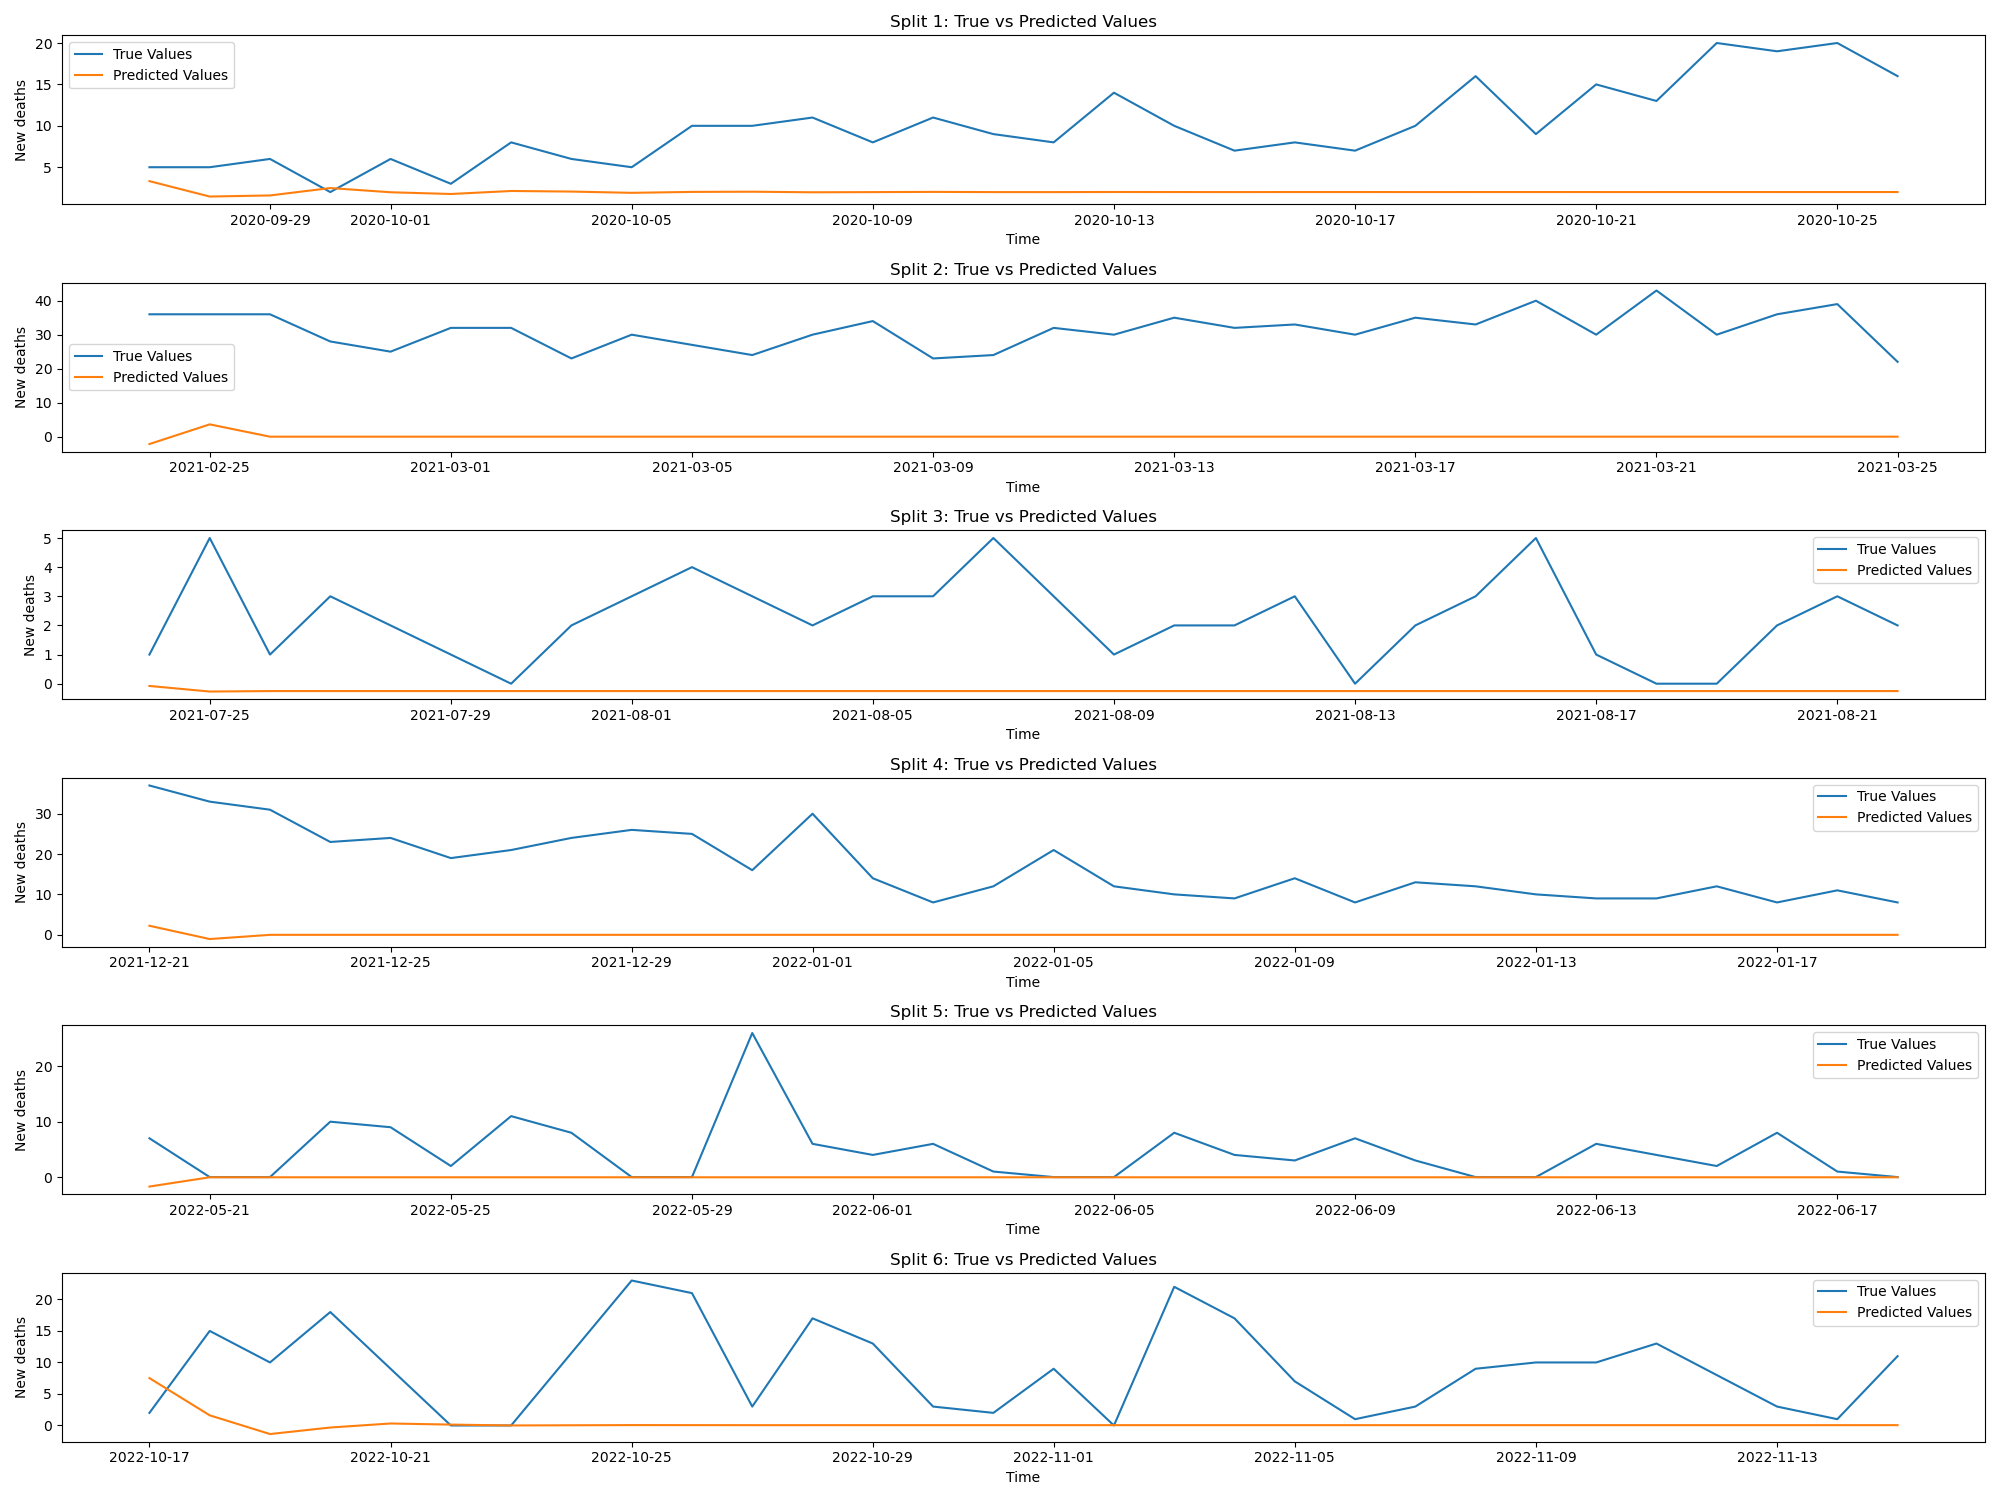 Split 1: True vs Predicted Values
True Values
Predicted Values
New deaths
20
15
10
5
2020-09-29 2020-10-01 2020-10-05 2020-10-09 2020-10-13 2020-10-17 2020-10-21 2020-10-25
Time
Split 2: True vs Predicted Values
True Values
Predicted Values
New deaths
40
30
20
10
0
2021-02-25 2021-03-01 2021-03-05 2021-03-09 2021-03-13 2021-03-17 2021-03-21 2021-03-25
Time
Split 3: True vs Predicted Values
True Values
Predicted Values
New deaths
5
4
3
2
1
0
2021-07-25 2021-07-29 2021-08-01 2021-08-05 2021-08-09 2021-08-13 2021-08-17 2021-08-21
Time
Split 4: True vs Predicted Values
True Values
Predicted Values
New deaths
30
20
10
0
2021-12-21 2021-12-25 2021-12-29 2022-01-01 2022-01-05 2022-01-09 2022-01-13 2022-01-17
Time
Split 5: True vs Predicted Values
True Values
Predicted Values
New deaths
20
10
0
2022-05-21 2022-05-25 2022-05-29 2022-06-01 2022-06-05 2022-06-09 2022-06-13 2022-06-17
Time
Split 6: True vs Predicted Values
True Values
Predicted Values
New deaths
20
15
10
5
0
2022-10-17 2022-10-21 2022-10-25 2022-10-29 2022-11-01 2022-11-05 2022-11-09 2022-11-13
Time